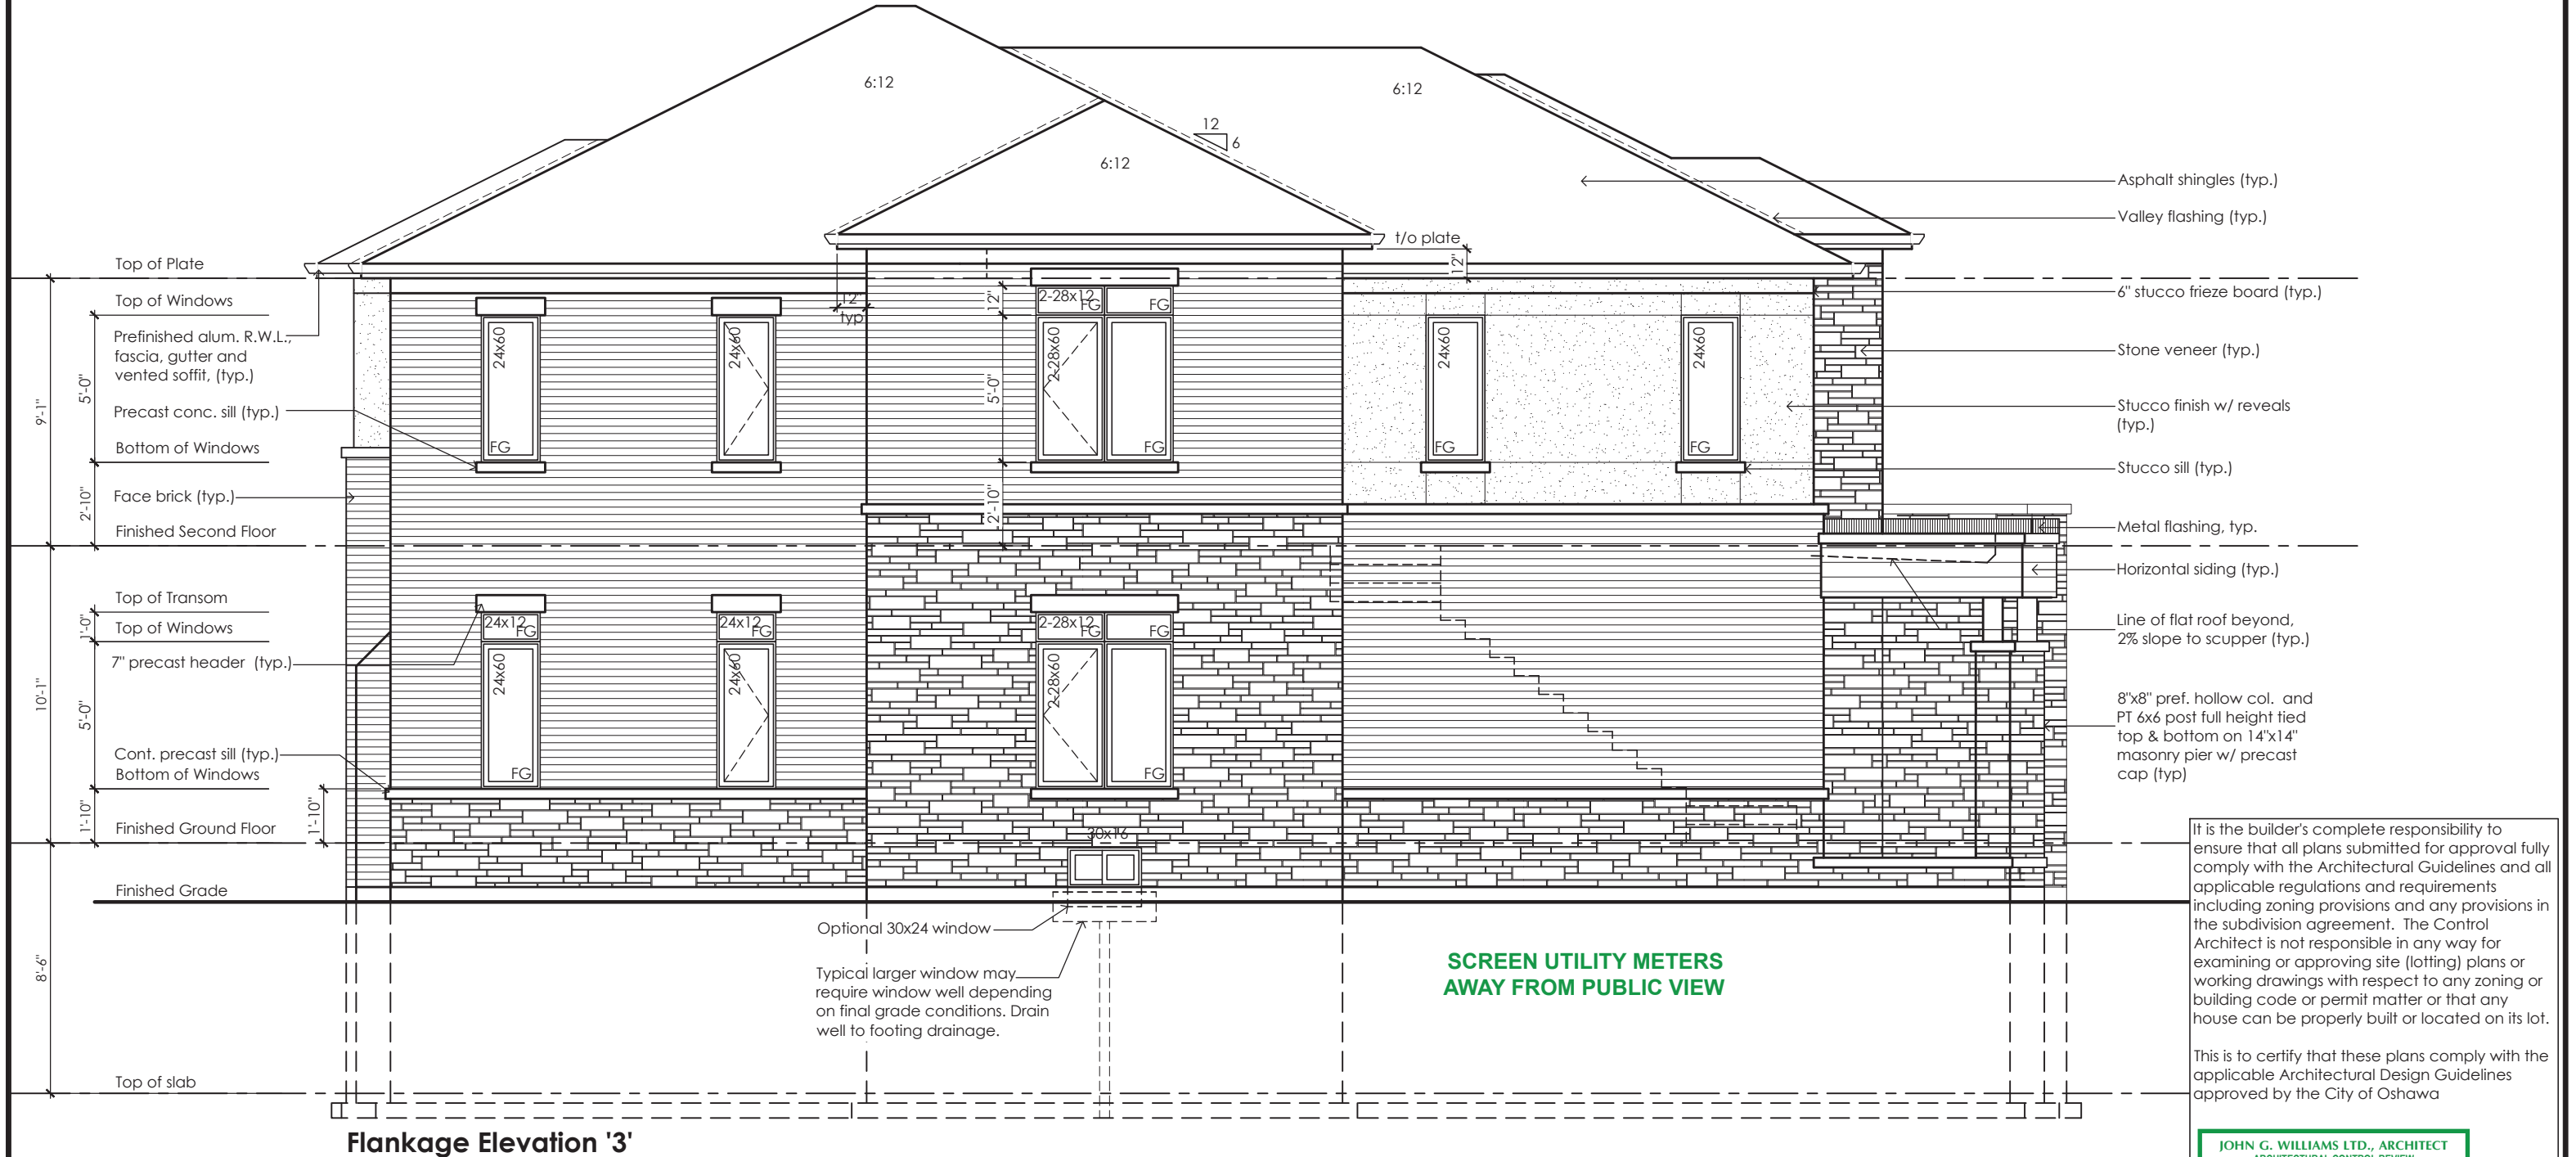 6:12
6:12
12
6
6:12
Asphalt shingles (typ.)
Valley flashing (typ.)
t/o plate
12"
Top of Plate
Top of Windows
Prefinished alum. R.W.L.,
fascia, gutter and
vented soffit, (typ.)
Precast conc. sill (typ.)
Bottom of Windows
Face brick (typ.)
Finished Second Floor
Top of Transom
Top of Windows
7" precast header (typ.)
Cont. precast sill (typ.)
Bottom of Windows
Finished Ground Floor
Finished Grade
Top of slab
9'-1"
5'-0"
2'-10"
10'-1"
1'-0"
5'-0"
1'-10"
1'-10"
8'-6"
24x60
FG
24x60
12"
typ
12"
5'-0"
2'-10"
2-28x12
FG
FG
2-28x60
FG
24x60
FG
24x60
FG
24x12
FG
24x60
FG
24x12
FG
24x60
2-28x12
FG
FG
2-28x60
FG
30x16
6" stucco frieze board (typ.)
Stone veneer (typ.)
Stucco finish w/ reveals
(typ.)
Stucco sill (typ.)
Metal flashing, typ.
Horizontal siding (typ.)
Line of flat roof beyond,
2% slope to scupper (typ.)
8"x8" pref. hollow col. and
PT 6x6 post full height tied
top & bottom on 14"x14"
masonry pier w/ precast
cap (typ)
Optional 30x24 window
Typical larger window may
require window well depending
on final grade conditions. Drain
well to footing drainage.
SCREEN UTILITY METERS
AWAY FROM PUBLIC VIEW
It is the builder's complete responsibility to
ensure that all plans submitted for approval fully
comply with the Architectural Guidelines and all
applicable regulations and requirements
including zoning provisions and any provisions in
the subdivision agreement. The Control
Architect is not responsible in any way for
examining or approving site (lotting) plans or
working drawings with respect to any zoning or
building code or permit matter or that any
house can be properly built or located on its lot.
This is to certify that these plans comply with the
applicable Architectural Design Guidelines
approved by the City of Oshawa
JOHN G. WILLIAMS LTD., ARCHITECT
Flankage Elevation '3'